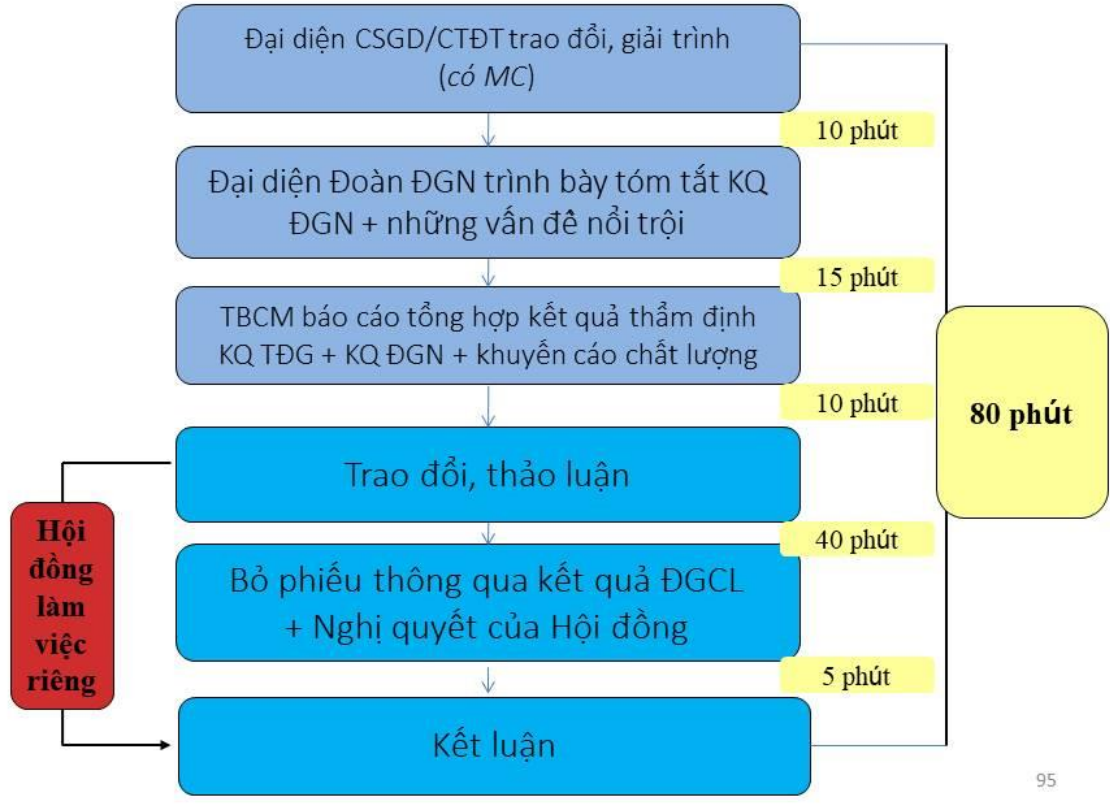 Đại diện CSGD/CTĐT trao đổi, giải trình
(có MC)
10 phút
Đại diện Đoàn ĐGN trình bày tóm tắt KQ
ĐGN + những vấn đề nổi trội
15 phút
TBCM báo cáo tổng hợp kết quả thẩm định
KQ TĐG + KQ ĐGN + khuyến cáo chất lượng
10 phút
80 phút
Trao đổi, thảo luận
40 phút
Hội
đồng
làm
việc
riêng
Bỏ phiếu thông qua kết quả ĐGCL
+ Nghị quyết của Hội đồng
5 phút
Kết luận
95